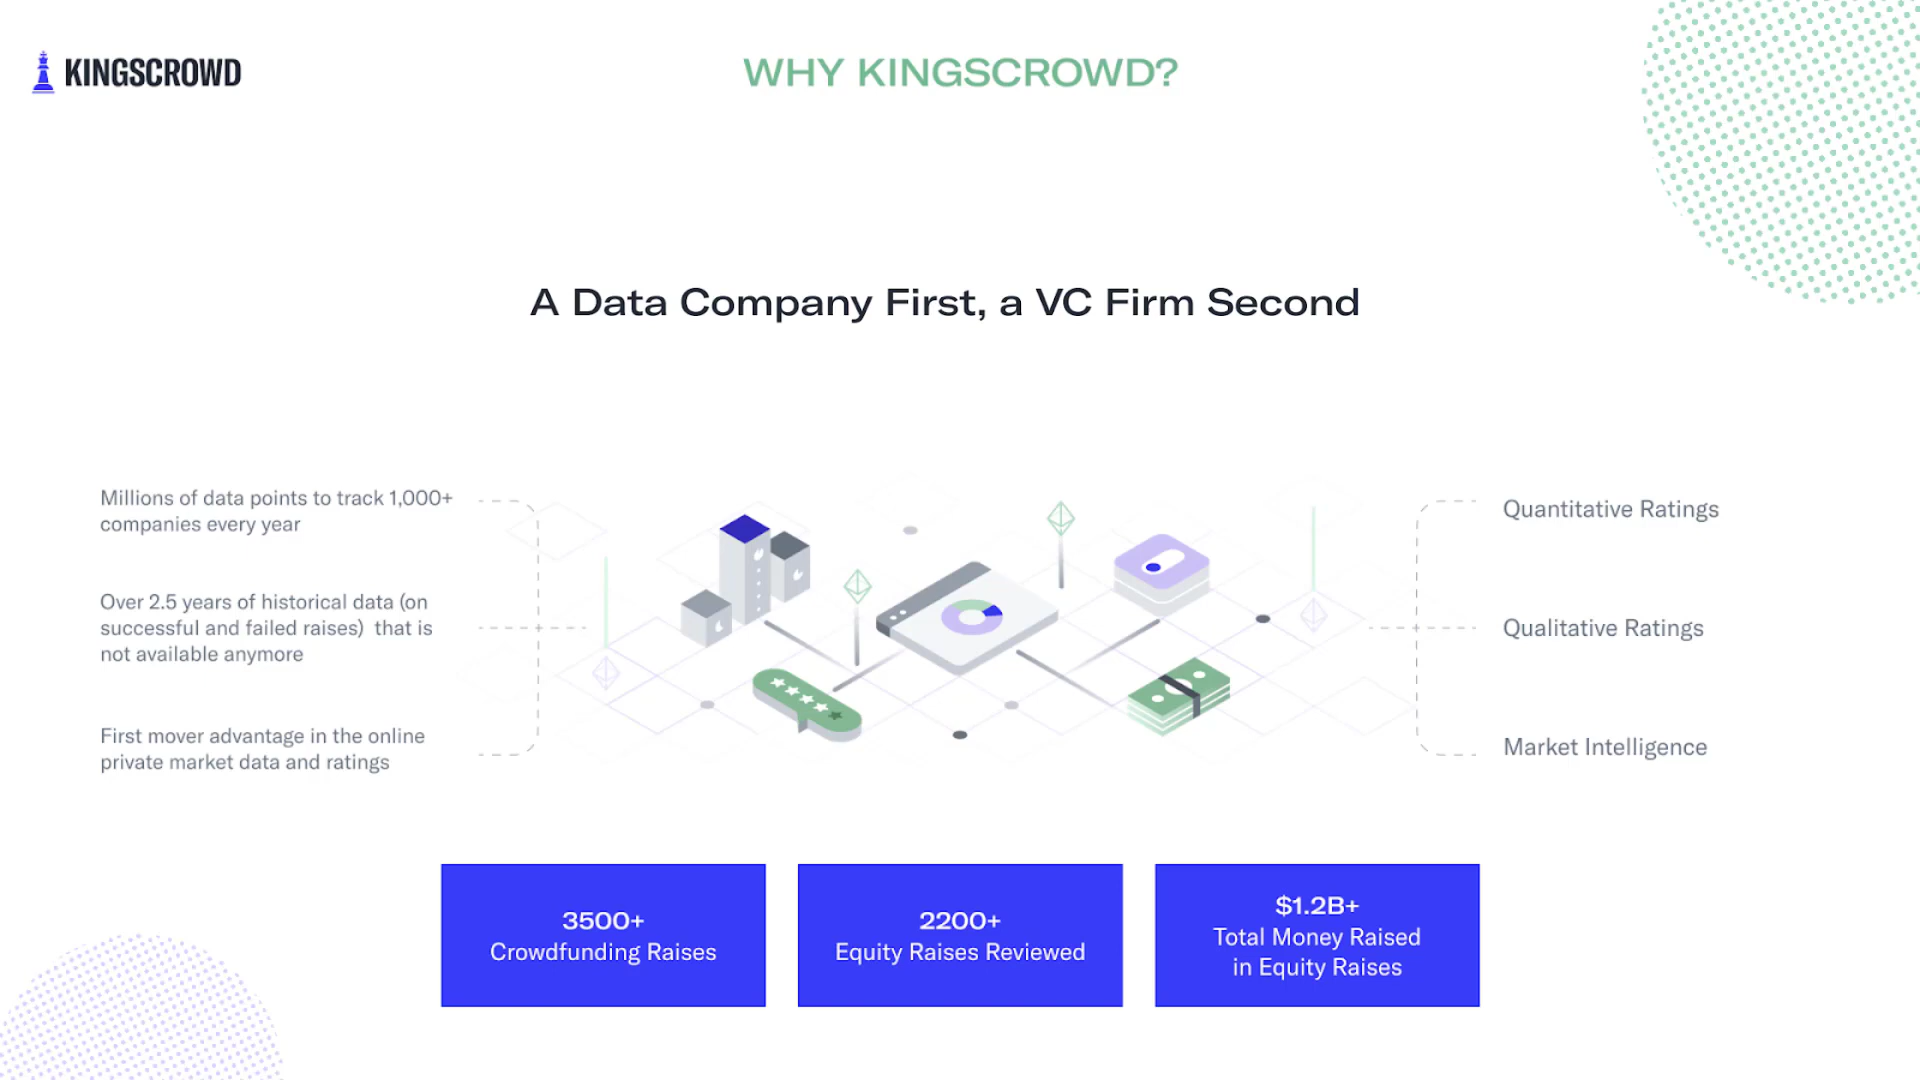 KINGSCROWD
WHY KINGSCROWD?
A Data Company First, a VC Firm Second
Millions of data points to track 1,000+
companies every year
Over 2.5 years of historical data (on
successful and failed raises)  that is
not available anymore
First mover advantage in the online
private market data and ratings
Quantitative Ratings
Qualitative Ratings
Market Intelligence
3500+
Crowdfunding Raises
2200+
Equity Raises Reviewed
$1.2B+
Total Money Raised
in Equity Raises